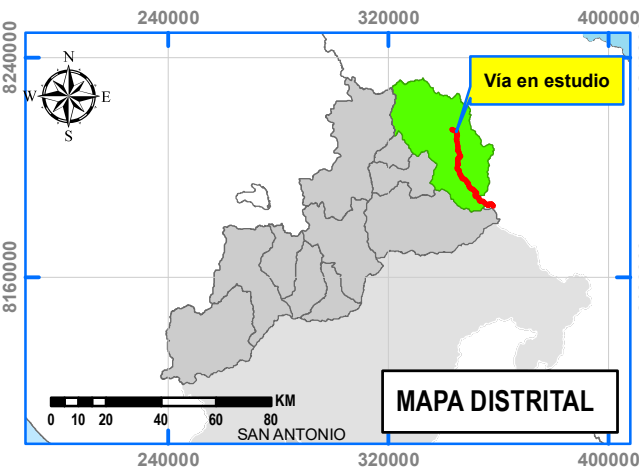 240000 320000 400000
8240000
N
W E
S
Vía en estudio
8160000
KM
0 10 20 40 60 80
MAPA DISTRITAL
SAN ANTONIO
240000 320000 400000